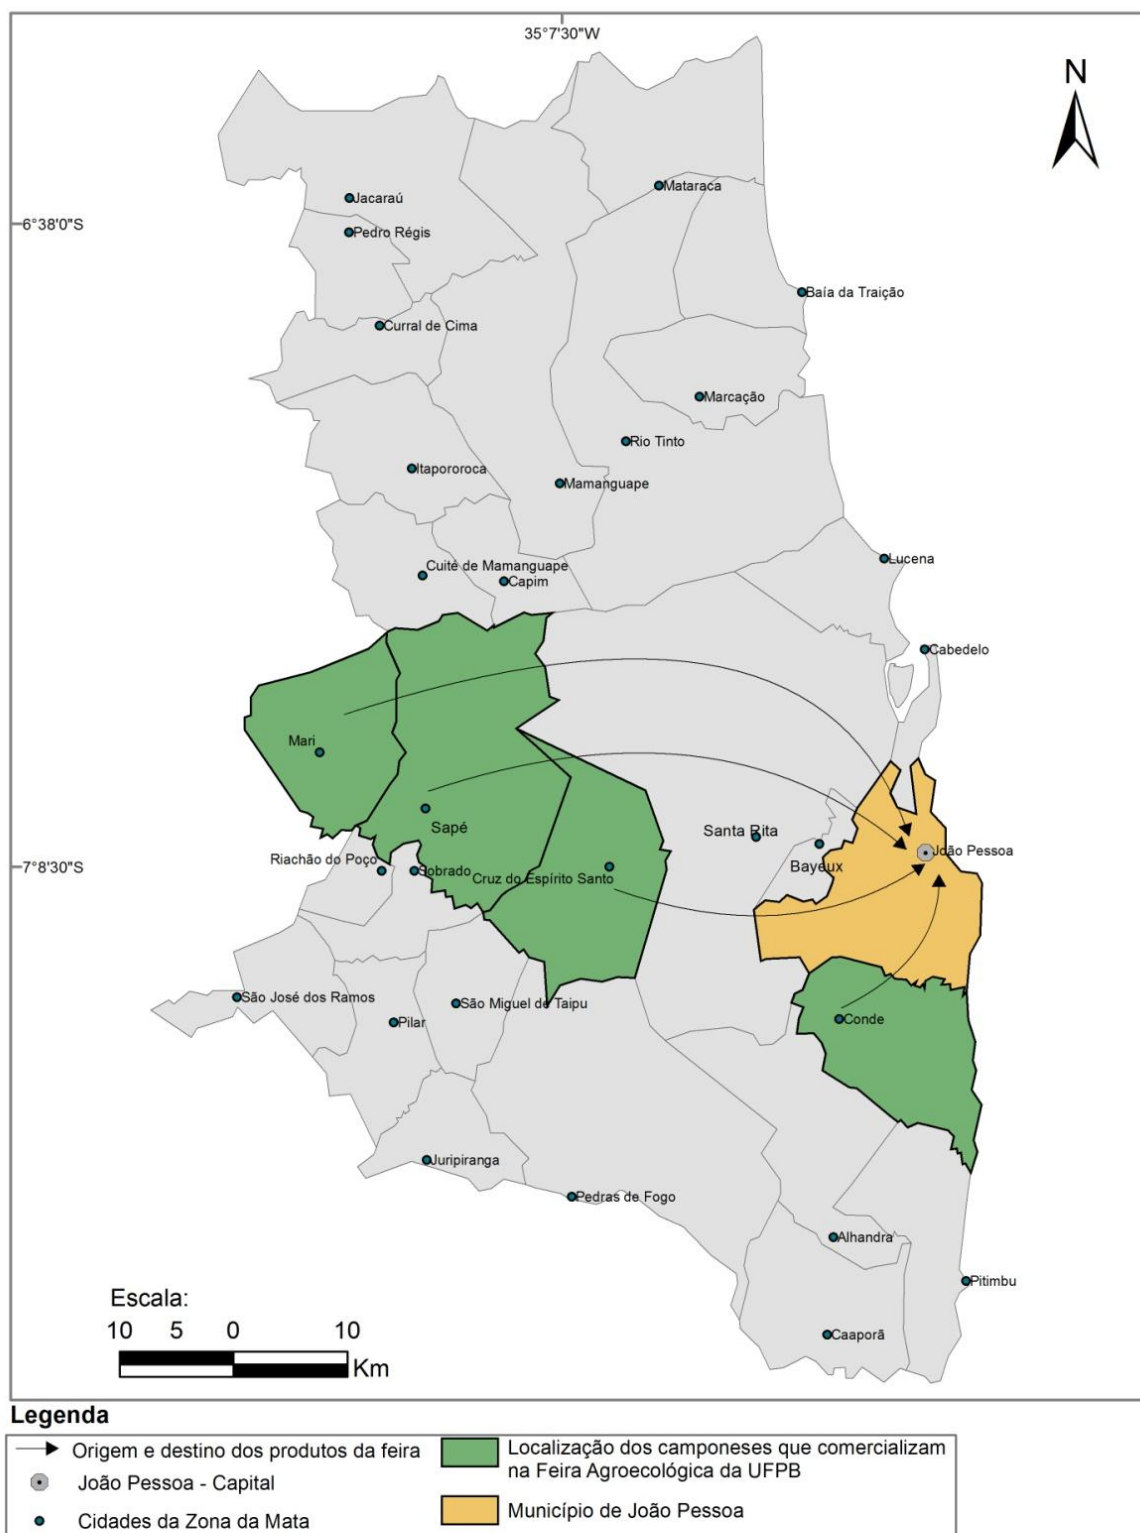 35°7'30"W
N
Mataraca
Jacaraú
6°38'0"S
Pedro Régis
Baía da Traição
Curral de Cima
Marcação
Rio Tinto
Itapororoca
Mamanguape
Lucena
Cuité de Mamanguape
Capim
Cabedelo
Mari
Sapé
Santa Rita
João Pessoa
Riachão do Poço
Bayeux
7°8'30"S
Sobrado
Cruz do Espírito Santo
São José dos Ramos
São Miguel de Taipu
Pilar
Conde
Juripiranga
Pedras de Fogo
Alhandra
Pitimbu
Escala:
10 5 0 10
Caaporã
Km
Legenda
Origem e destino dos produtos da feira
João Pessoa - Capital
Cidades da Zona da Mata
Localização dos camponeses que comercializam
na Feira Agroecológica da UFPB
Município de João Pessoa